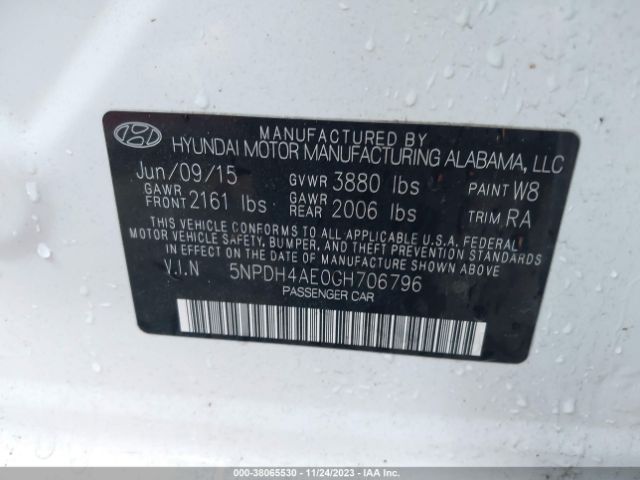 MANUFACTURED BY
HYUNDAI MOTOR MANUFACTURING ALABAMA, LLC
Jun/09/15 GVWR 3880 lbs PAINT W8
GAWR FRONT 2161 lbs GAWR REAR 2006 lbs TRIM RA
THIS VEHICLE CONFORMS TO ALL APPLICABLE U.S.A. FEDERAL
MOTOR VEHICLE SAFETY, BUMPER, AND THEFT PREVENTION STANDARDS
IN EFFECT ON THE DATE OF MANUFACTURE SHOWN ABOVE.
V.I.N 5NPDH4AE0GH706796
PASSENGER CAR
000-38065530 - 11/24/2023 - IAA Inc.